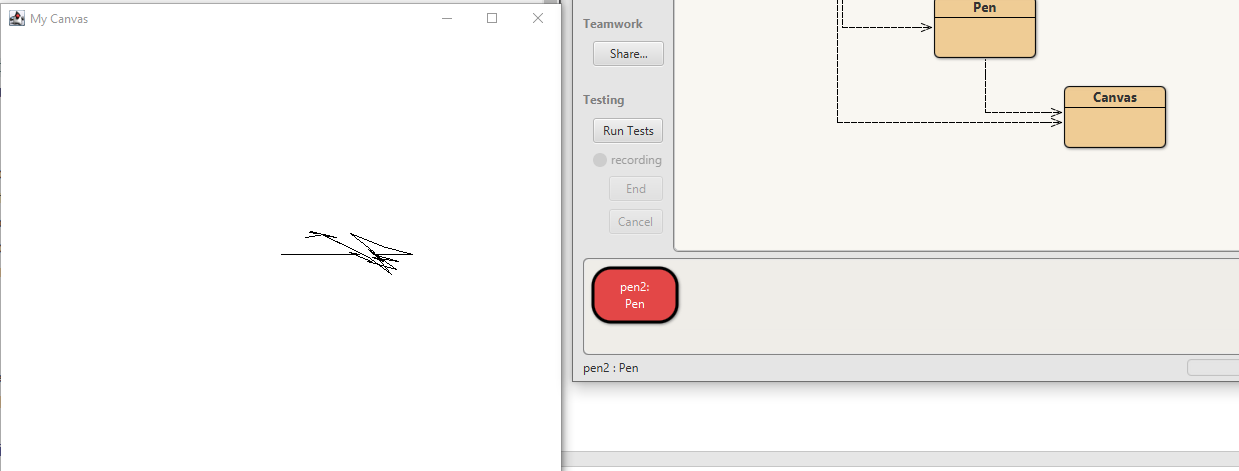 My Canvas
Teamwork
Share...
Testing
Run Tests
recording
End
Cancel
Pen
Canvas
pen2:
Pen
pen2 : Pen